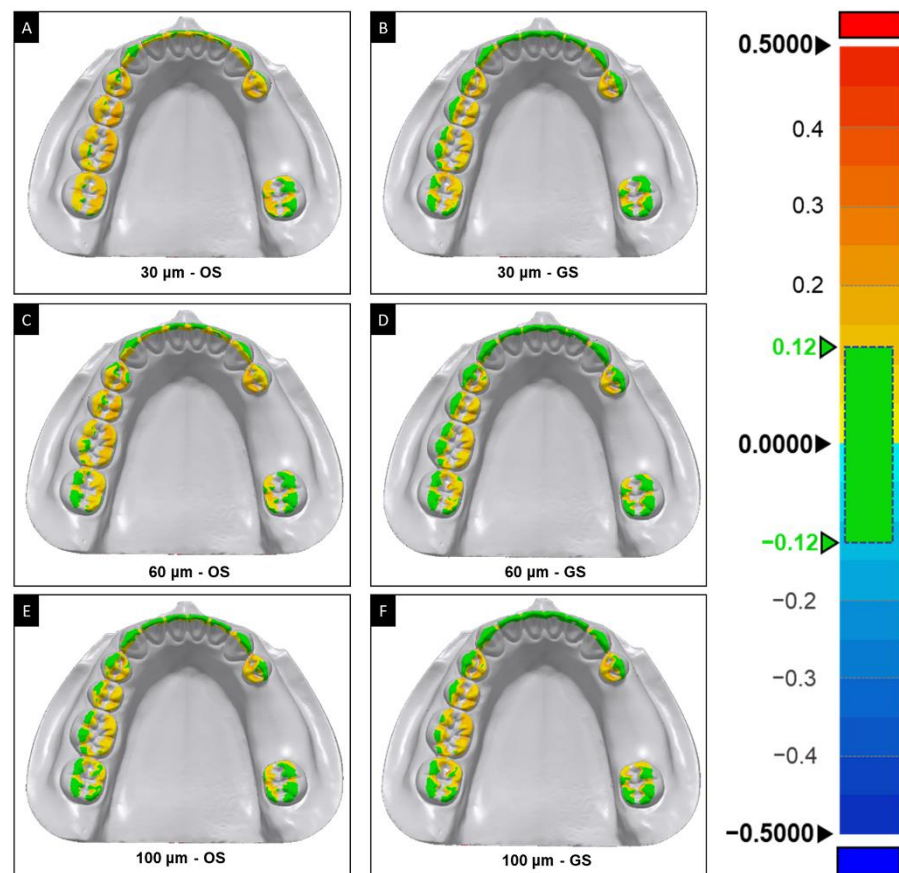 A
30 µm - OS
B
30 µm - GS
C
60 µm - OS
D
60 µm - GS
E
100 µm - OS
F
100 µm - GS
0.5000
0.4
0.3
0.2
0.12
0.0000
−0.12
−0.2
−0.3
−0.4
−0.5000